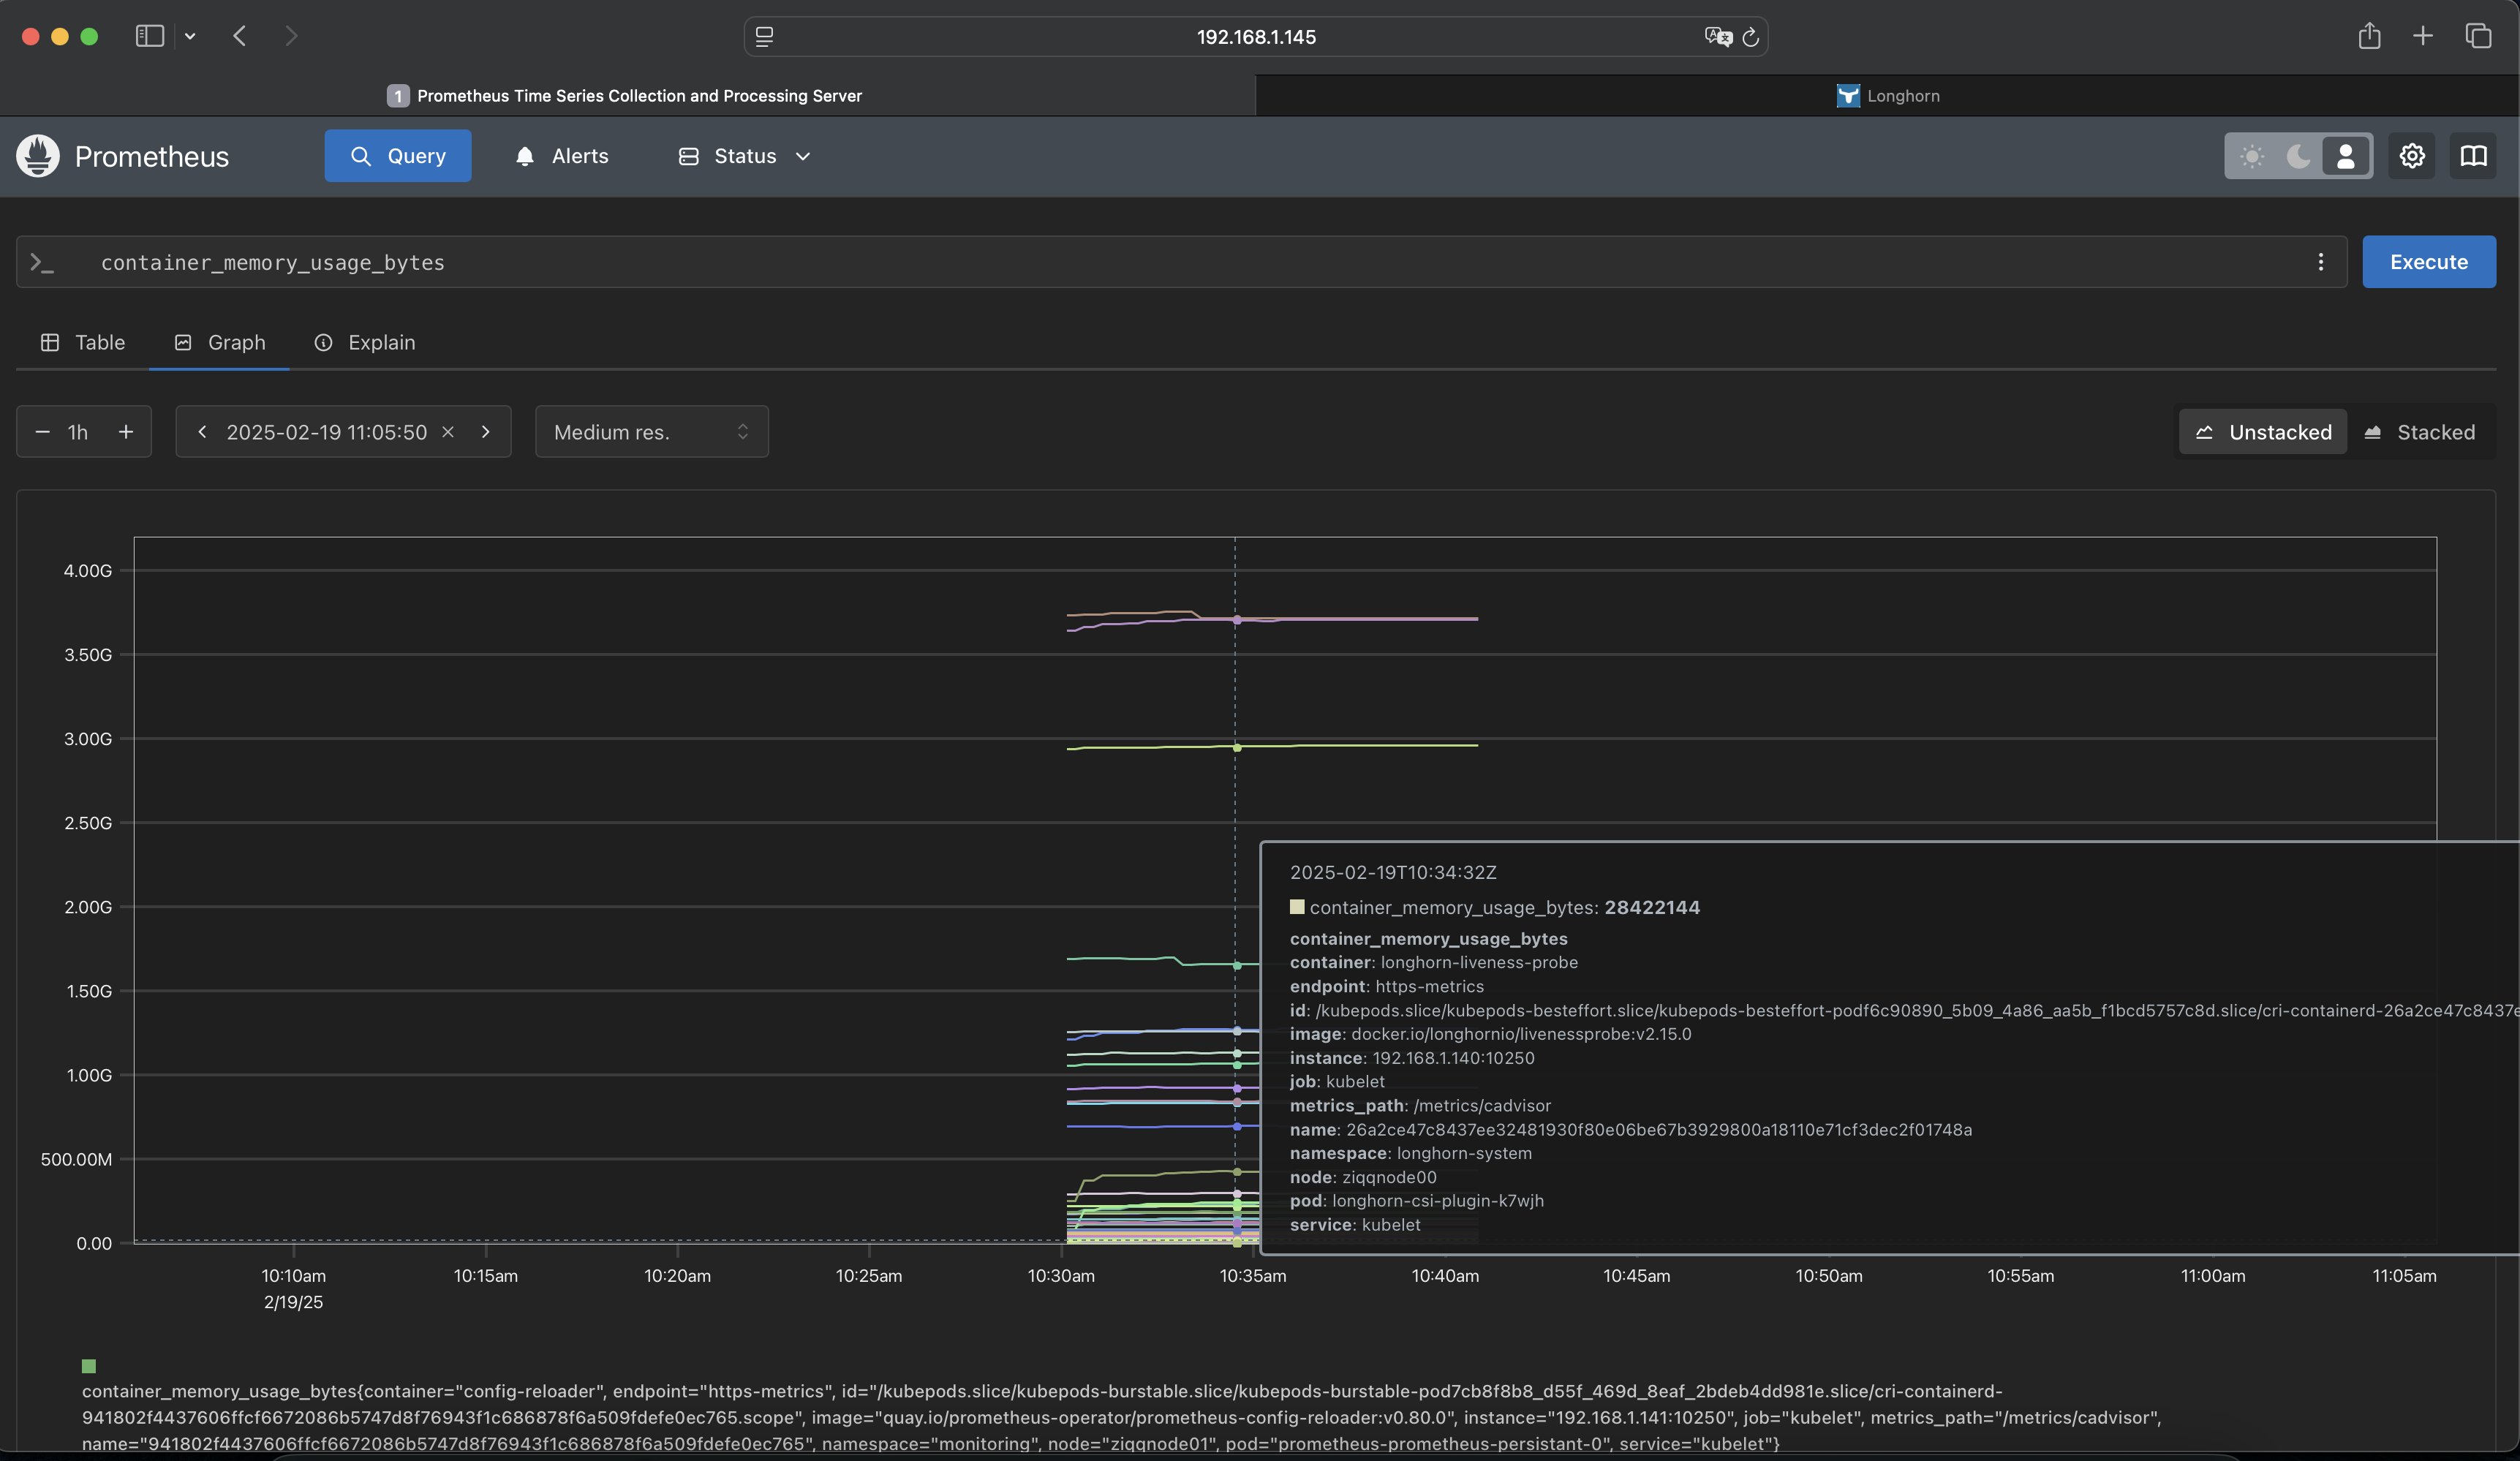 192.168.1.145
1 Prometheus Time Series Collection and Processing Server
Longhorn
Prometheus
Query
Alerts
Status
container_memory_usage_bytes
Execute
Table
Graph
Explain
1h
2025-02-19 11:05:50
Medium res.
Unstacked
Stacked
4.00G
3.50G
3.00G
2.50G
2.00G
1.50G
1.00G
500.00M
0.00
2025-02-19T10:34:32Z
container_memory_usage_bytes: 28422144
container_memory_usage_bytes
container: longhorn-liveness-probe
endpoint: https-metrics
id: /kubepods.slice/kubepods-besteffort.slice/kubepods-besteffort-podf6c90890_5b09_4a86_aa5b_f1bcd5757c8d.slice/cri-containerd-26a2ce47c8437e
image: docker.io/longhornio/livenessprobe:v2.15.0
instance: 192.168.1.140:10250
job: kubelet
metrics_path: /metrics/cadvisor
name: 26a2ce47c8437ee32481930f80e06be67b3929800a18110e71cf3dec2f01748a
namespace: longhorn-system
node: ziqqnode00
pod: longhorn-csi-plugin-k7wjh
service: kubelet
10:10am
10:15am
10:20am
10:25am
10:30am
10:35am
10:40am
10:45am
10:50am
10:55am
11:00am
11:05am
2/19/25
container_memory_usage_bytes{container="config-reloader", endpoint="https-metrics", id="/kubepods.slice/kubepods-burstable.slice/kubepods-burstable-pod7cb8f8b8_d55f_469d_8eaf_2bdeb4dd981e.slice/cri-containerd-
941802f4437606ffcf6672086b5747d8f76943f1c686878f6a509fdefe0ec765.scope", image="quay.io/prometheus-operator/prometheus-config-reloader:v0.80.0", instance="192.168.1.141:10250", job="kubelet", metrics_path="/metrics/cadvisor",
name="941802f4437606ffcf6672086b5747d8f76943f1c686878f6a509fdefe0ec765", namespace="monitoring", node="ziqqnode01", pod="prometheus-prometheus-persistant-0", service="kubelet"}